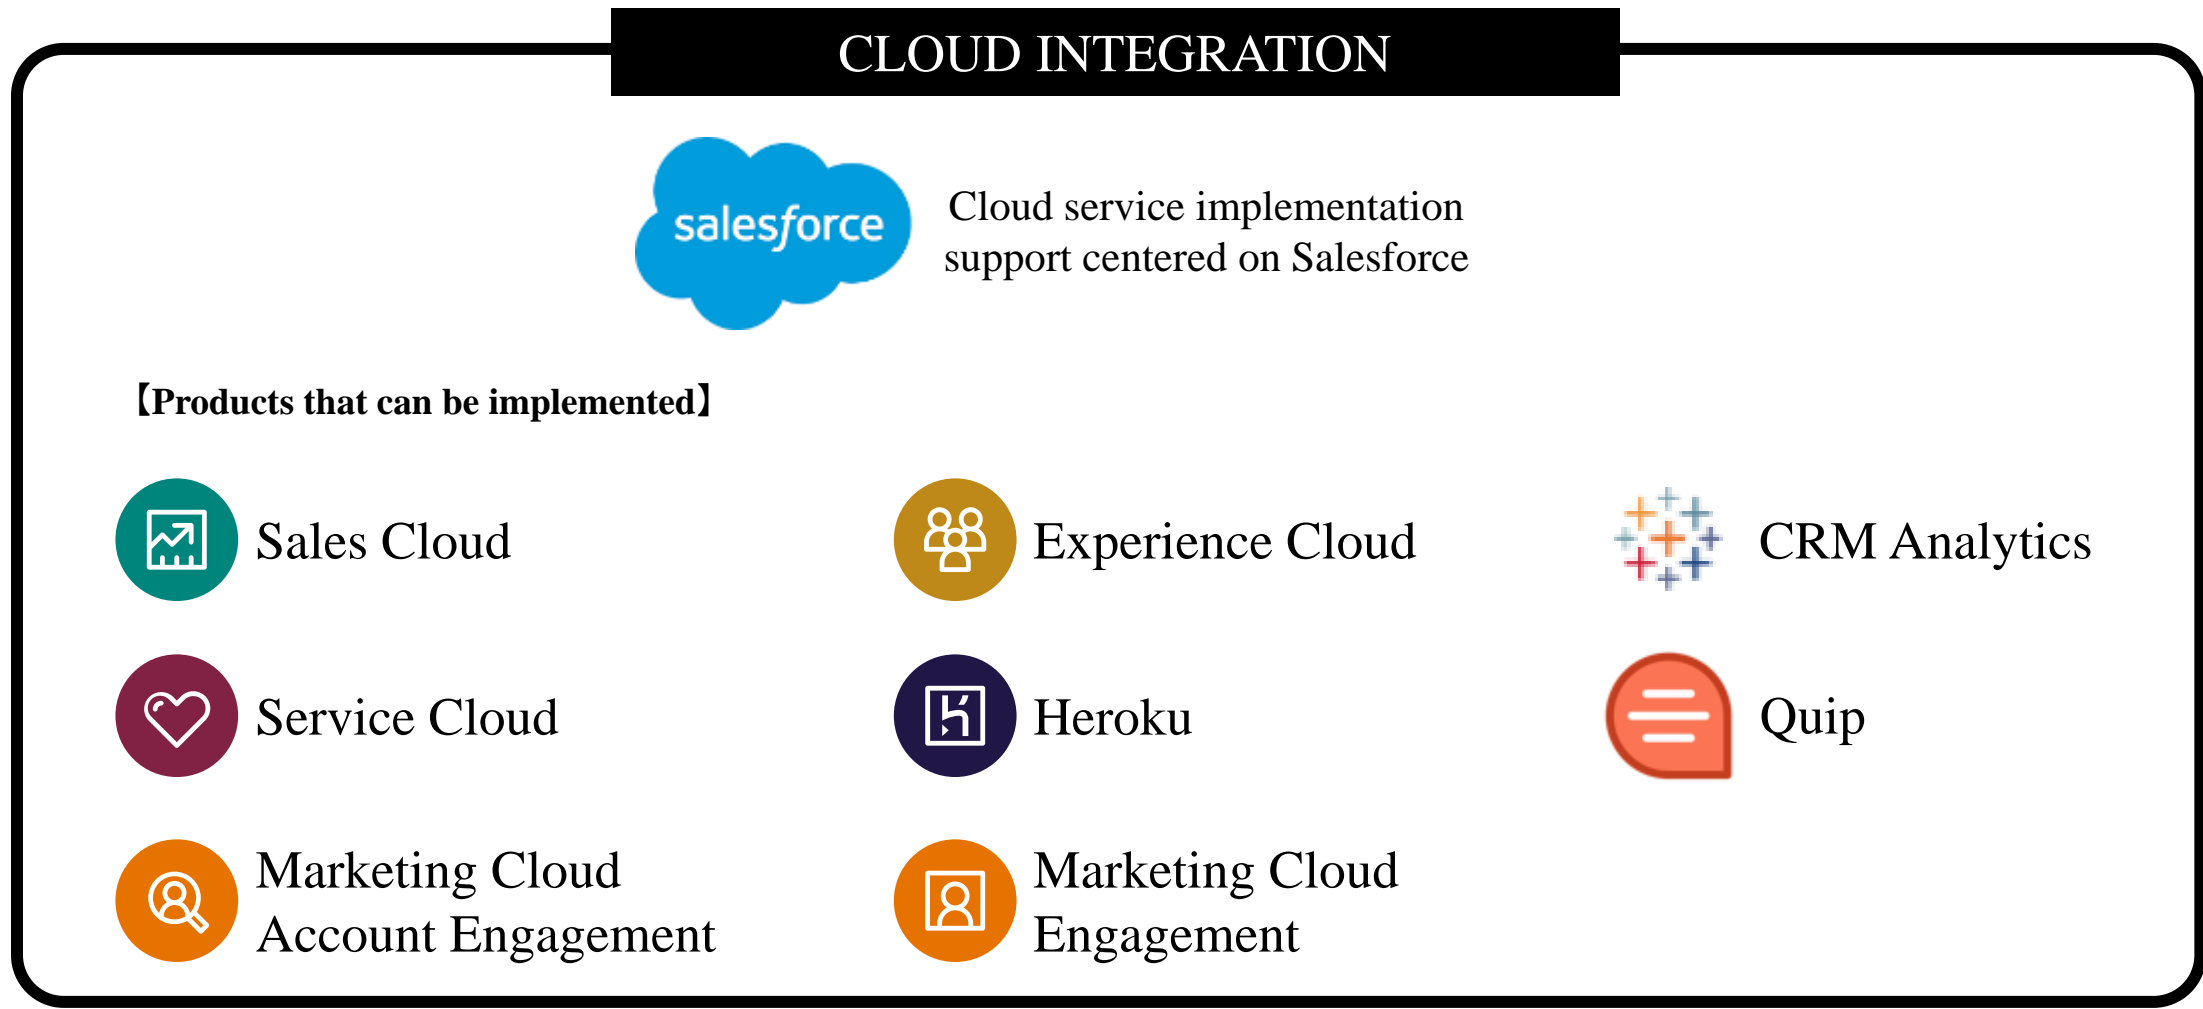 CLOUD INTEGRATION
salesforce
Cloud service implementation
support centered on Salesforce
【Products that can be implemented】
Sales Cloud
Experience Cloud
CRM Analytics
Service Cloud
Heroku
Quip
Marketing Cloud
Account Engagement
Marketing Cloud
Engagement